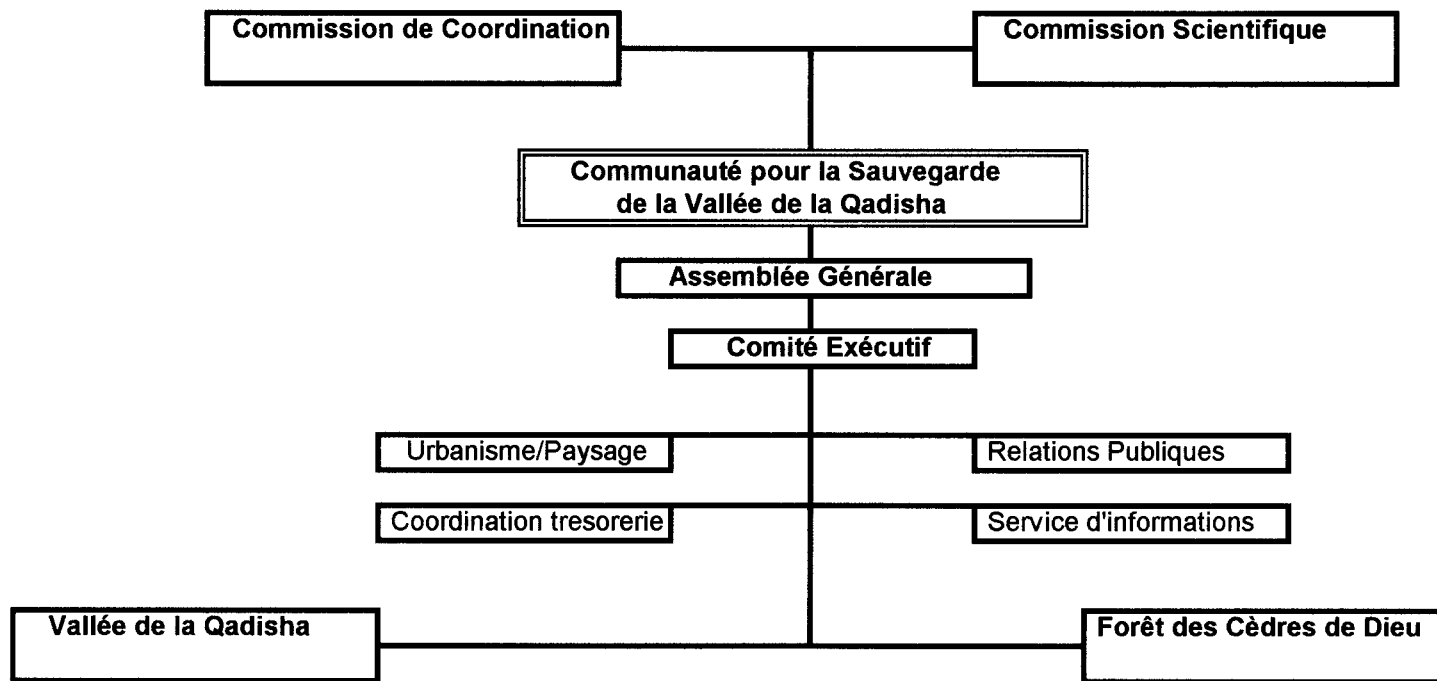 Commission de Coordination
Commission Scientifique
Communauté pour la Sauvegarde
de la Vallée de la Qadisha
Assemblée Générale
Comité Exécutif
Urbanisme/Paysage
Relations Publiques
Coordination tresorerie
Service d'informations
Vallée de la Qadisha
Forêt des Cèdres de Dieu